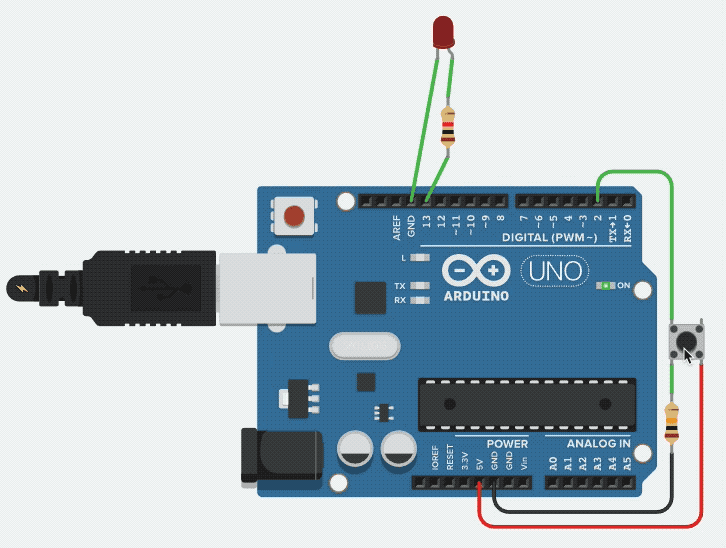 AREF
GND
13
12
~11
~10
~9
8
7
~6
~5
4
~3
2
TX→1
RX←0
DIGITAL (PWM~)
L
TX
RX
ARDUINO
UNO
ON
POWER
ANALOG IN
IOREF
RESET
3.3V
5V
GND
GND
Vin
A0
A1
A2
A3
A4
A5